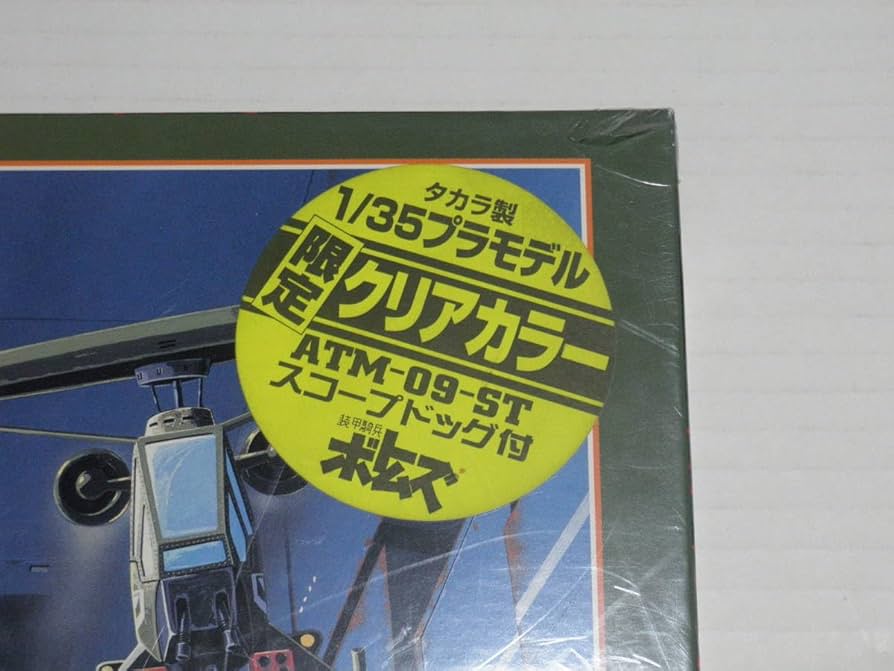 タカラ製
1/35プラモデル
限定
クリアカラー
ATM-09-ST
スコープドッグ付
装甲騎兵
ボトムズ